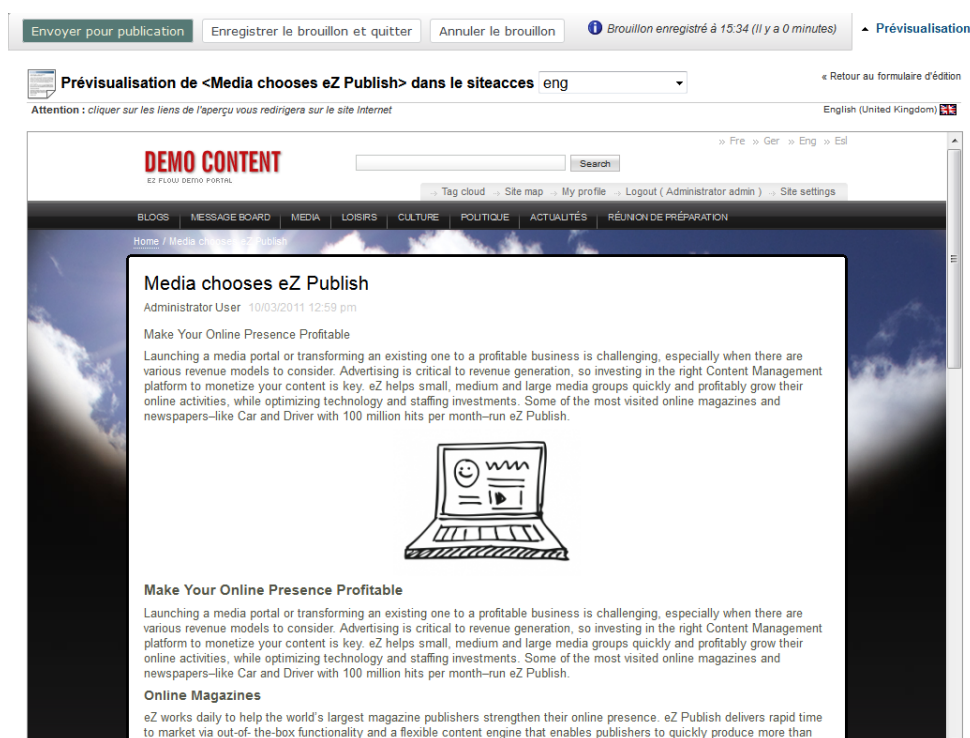 Envoyer pour publication Enregistrer le brouillon et quitter Annuler le brouillon Brouillon enregistré à 15:34 (Il y a 0 minutes) Prévisualisation
Prévisualisation de <Media chooses eZ Publish> dans le siteacces eng « Retour au formulaire d'édition
Attention : cliquer sur les liens de l'aperçu vous redirigera sur le site Internet English (United Kingdom)
» Fre » Ger » Eng » Esl
DEMO CONTENT Search
EZ FLOW DEMO PORTAL
Tag cloud Site map My profile Logout ( Administrator admin ) Site settings
BLOGS MESSAGE BOARD MEDIA LOISIRS CULTURE POLITIQUE ACTUALITÉS RÉUNION DE PRÉPARATION
Home / Media chooses eZ Publish
Media chooses eZ Publish
Administrator User 10/03/2011 12:59 pm
Make Your Online Presence Profitable
Launching a media portal or transforming an existing one to a profitable business is challenging, especially when there are
various revenue models to consider. Advertising is critical to revenue generation, so investing in the right Content Management
platform to monetize your content is key. eZ helps small, medium and large media groups quickly and profitably grow their
online activities, while optimizing technology and staffing investments. Some of the most visited online magazines and
newspapers–like Car and Driver with 100 million hits per month–run eZ Publish.
Make Your Online Presence Profitable
Launching a media portal or transforming an existing one to a profitable business is challenging, especially when there are
various revenue models to consider. Advertising is critical to revenue generation, so investing in the right Content Management
platform to monetize your content is key. eZ helps small, medium and large media groups quickly and profitably grow their
online activities, while optimizing technology and staffing investments. Some of the most visited online magazines and
newspapers–like Car and Driver with 100 million hits per month–run eZ Publish.
Online Magazines
eZ works daily to help the world's largest magazine publishers strengthen their online presence. eZ Publish delivers rapid time
to market via out-of- the-box functionality and a flexible content engine that enables publishers to quickly produce more than